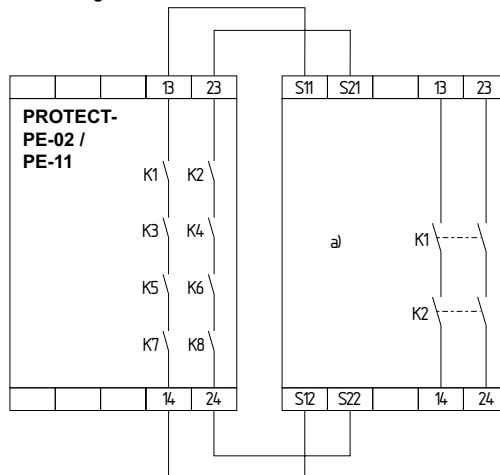 13 23 S11 S21 13 23
PROTECT-
PE-02 /
PE-11
K1 K2
K3 K4
a) K1
K5 K6
K2
K7 K8
14 24 S12 S22 14 24